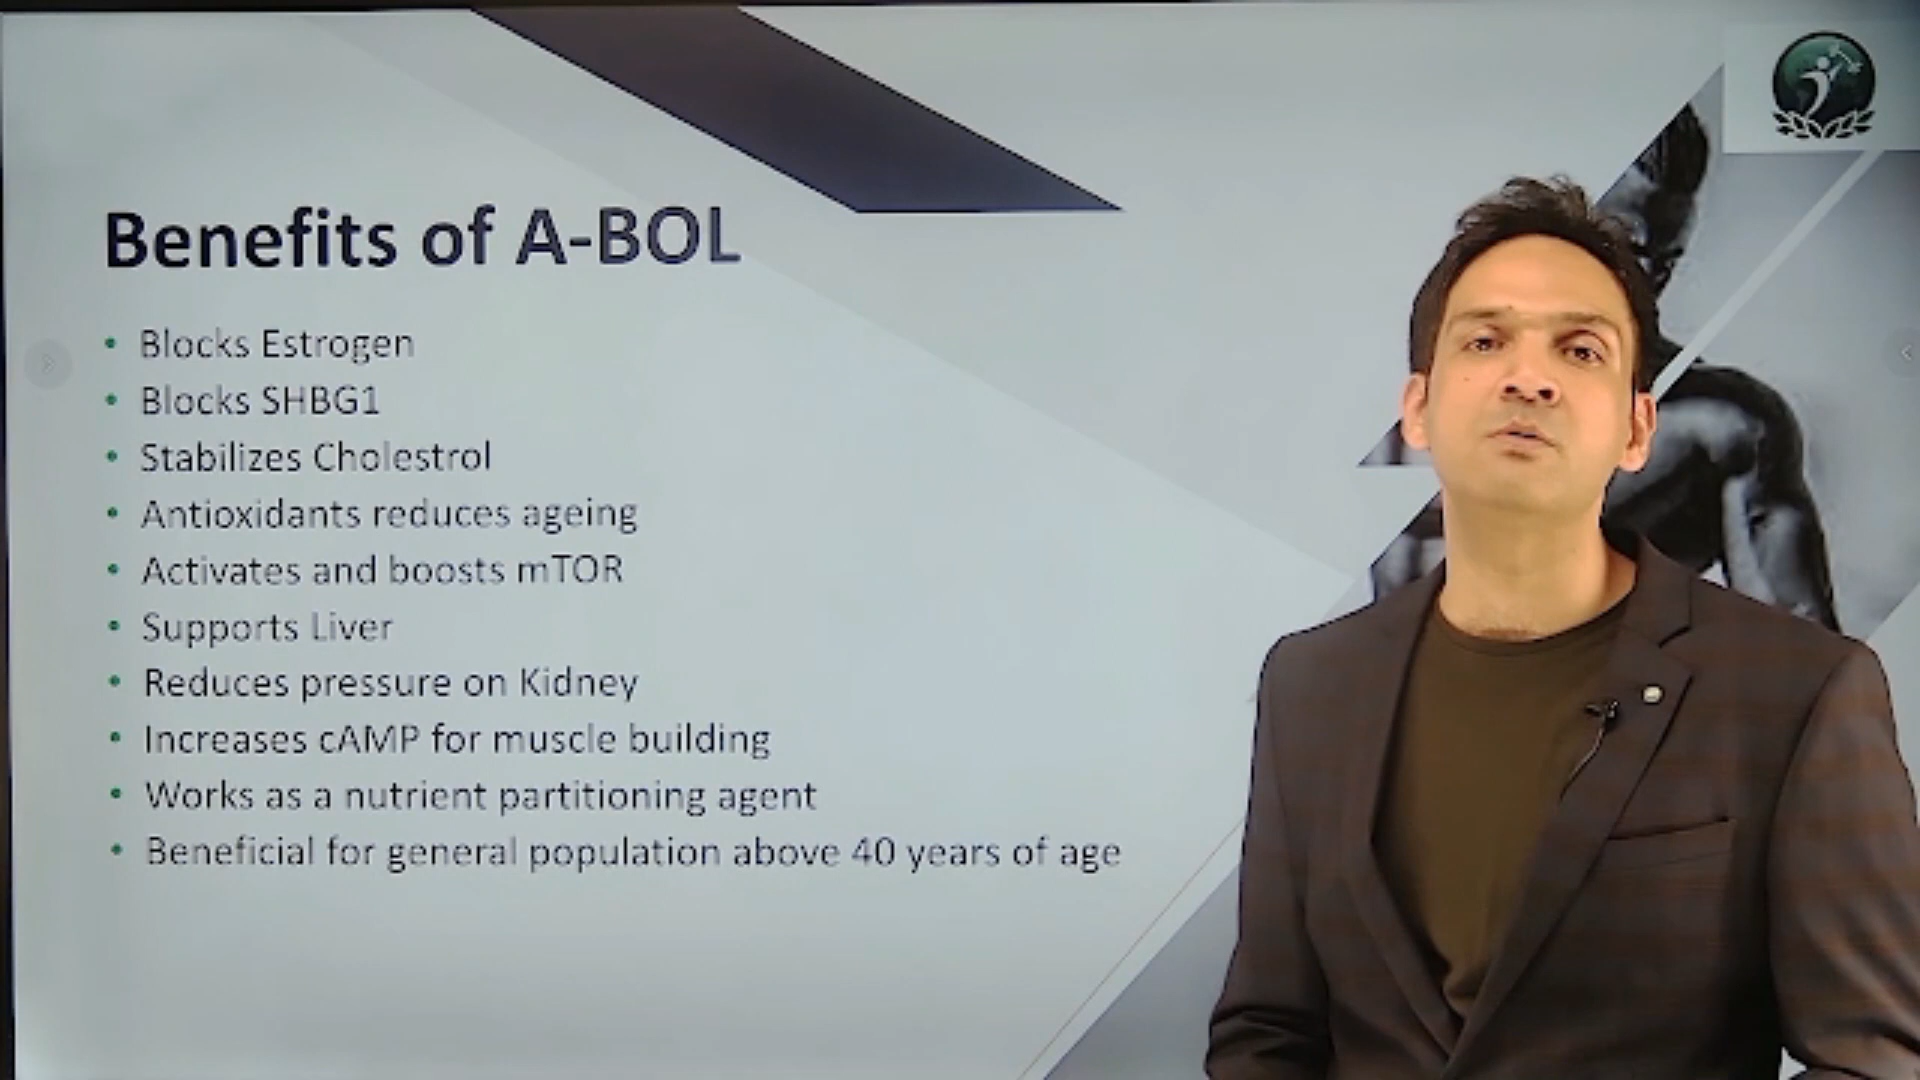 Benefits of A-BOL
• Blocks Estrogen
• Blocks SHBG1
• Stabilizes Cholestrol
• Antioxidants reduces ageing
• Activates and boosts mTOR
• Supports Liver
• Reduces pressure on Kidney
• Increases cAMP for muscle building
• Works as a nutrient partitioning agent
• Beneficial for general population above 40 years of age